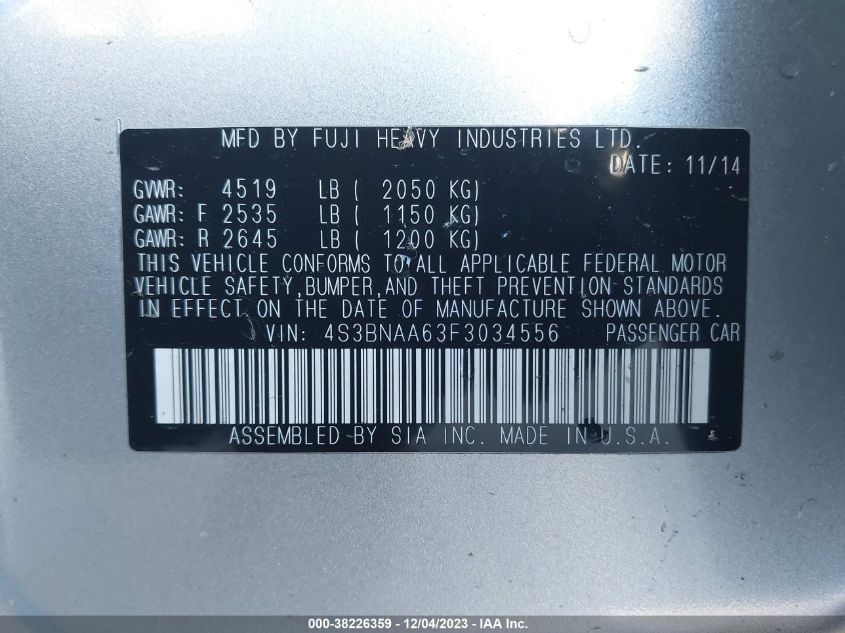 MFD BY FUJI HEAVY INDUSTRIES LTD.
DATE: 11/14
GVWR: 4519 LB ( 2050 KG)
GAWR: F 2535 LB ( 1150 KG)
GAWR: R 2645 LB ( 1200 KG)
THIS VEHICLE CONFORMS TO ALL APPLICABLE FEDERAL MOTOR
VEHICLE SAFETY,BUMPER,AND THEFT PREVENTION STANDARDS
IN EFFECT ON THE DATE OF MANUFACTURE SHOWN ABOVE.
VIN: 4S3BNAA63F3034556 PASSENGER CAR
ASSEMBLED BY SIA INC. MADE IN U.S.A.
000-38226359 - 12/04/2023 - IAA Inc.